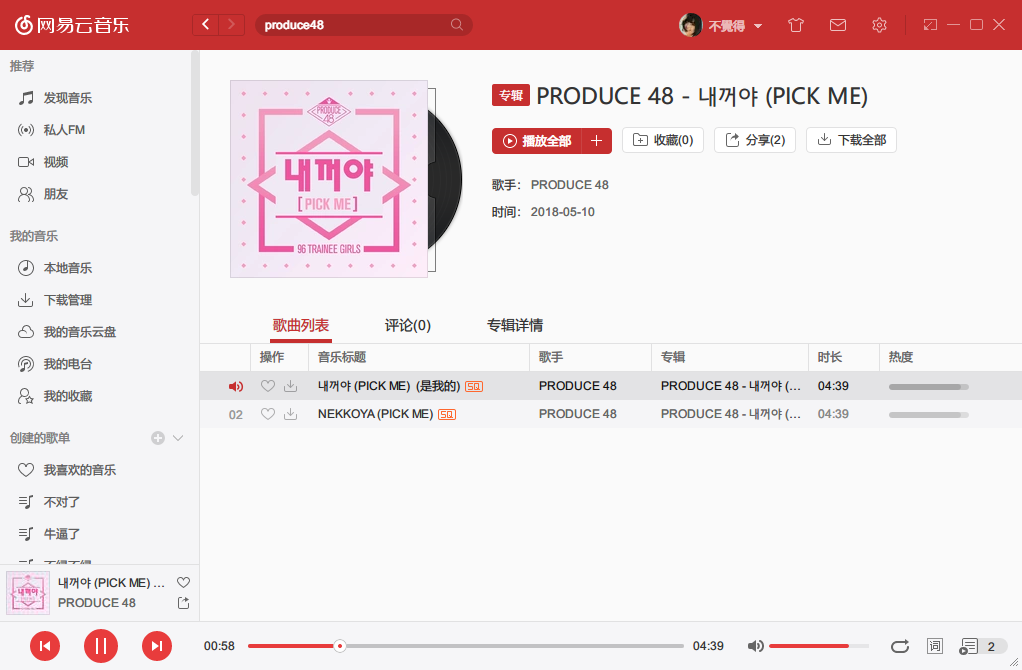 网易云音乐
produce48
不覺得
推荐
发现音乐
私人FM
视频
朋友
我的音乐
本地音乐
下载管理
我的音乐云盘
我的电台
我的收藏
创建的歌单
我喜欢的音乐
不对了
牛逼了
PRODUCE
48
내꺼야
[PICK ME]
96 TRAINEE GIRLS
专辑 PRODUCE 48 - 내꺼야 (PICK ME)
播放全部 收藏(0) 分享(2) 下载全部
歌手： PRODUCE 48
时间： 2018-05-10
歌曲列表 评论(0) 专辑详情
操作 音乐标题 歌手 专辑 时长 热度
내꺼야 (PICK ME) (是我的) SQ PRODUCE 48 PRODUCE 48 - 내꺼야 (... 04:39
02 NEKKOYA (PICK ME) SQ PRODUCE 48 PRODUCE 48 - 내꺼야 (... 04:39
내꺼야
내꺼야 (PICK ME) ...
PRODUCE 48
00:58 04:39 词 2